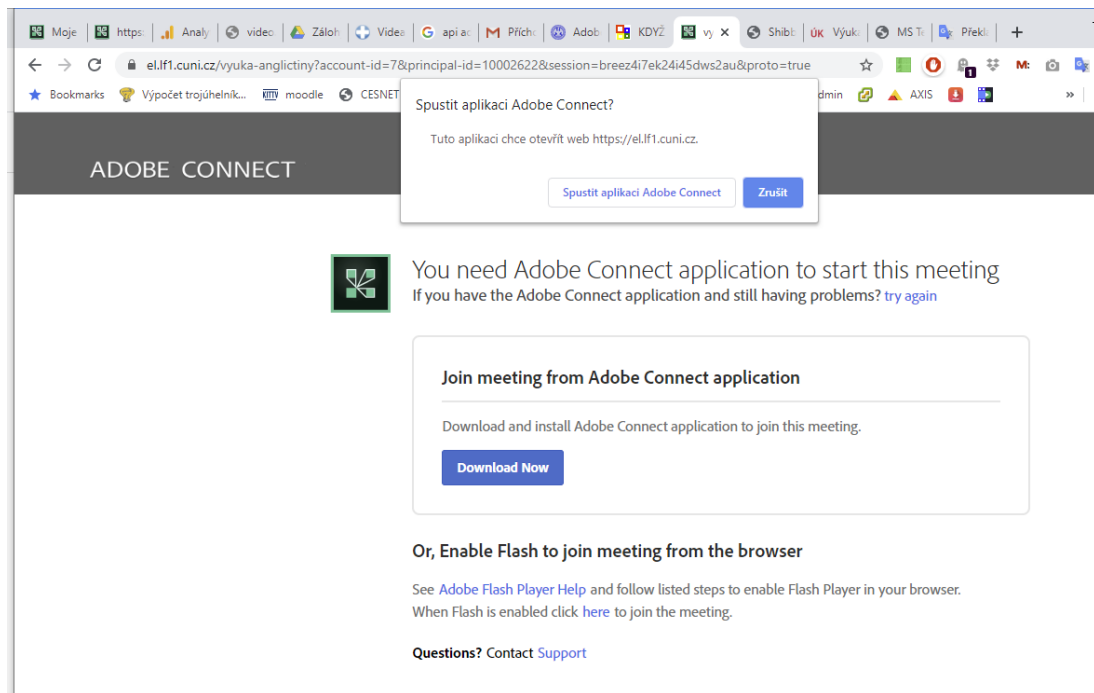 Moje
https:
Analy
video
Záloh
Videa
api ac
Přích
Adob
KDYŽ
vy
Shibb
ÚK Výuk
MS Te
Překl
el.lf1.cuni.cz/vyuka-anglictiny?account-id=7&principal-id=10002622&session=breez4i7ek24i45dws2au&proto=true
1
M:
Bookmarks
Výpočet trojúhelník...
moodle
CESNET
dmin
AXIS
»
Spustit aplikaci Adobe Connect?
Tuto aplikaci chce otevřít web https://el.lf1.cuni.cz.
Spustit aplikaci Adobe Connect
Zrušit
ADOBE CONNECT
You need Adobe Connect application to start this meeting
If you have the Adobe Connect application and still having problems? try again
Join meeting from Adobe Connect application
Download and install Adobe Connect application to join this meeting.
Download Now
Or, Enable Flash to join meeting from the browser
See Adobe Flash Player Help and follow listed steps to enable Flash Player in your browser.
When Flash is enabled click here to join the meeting.
Questions? Contact Support